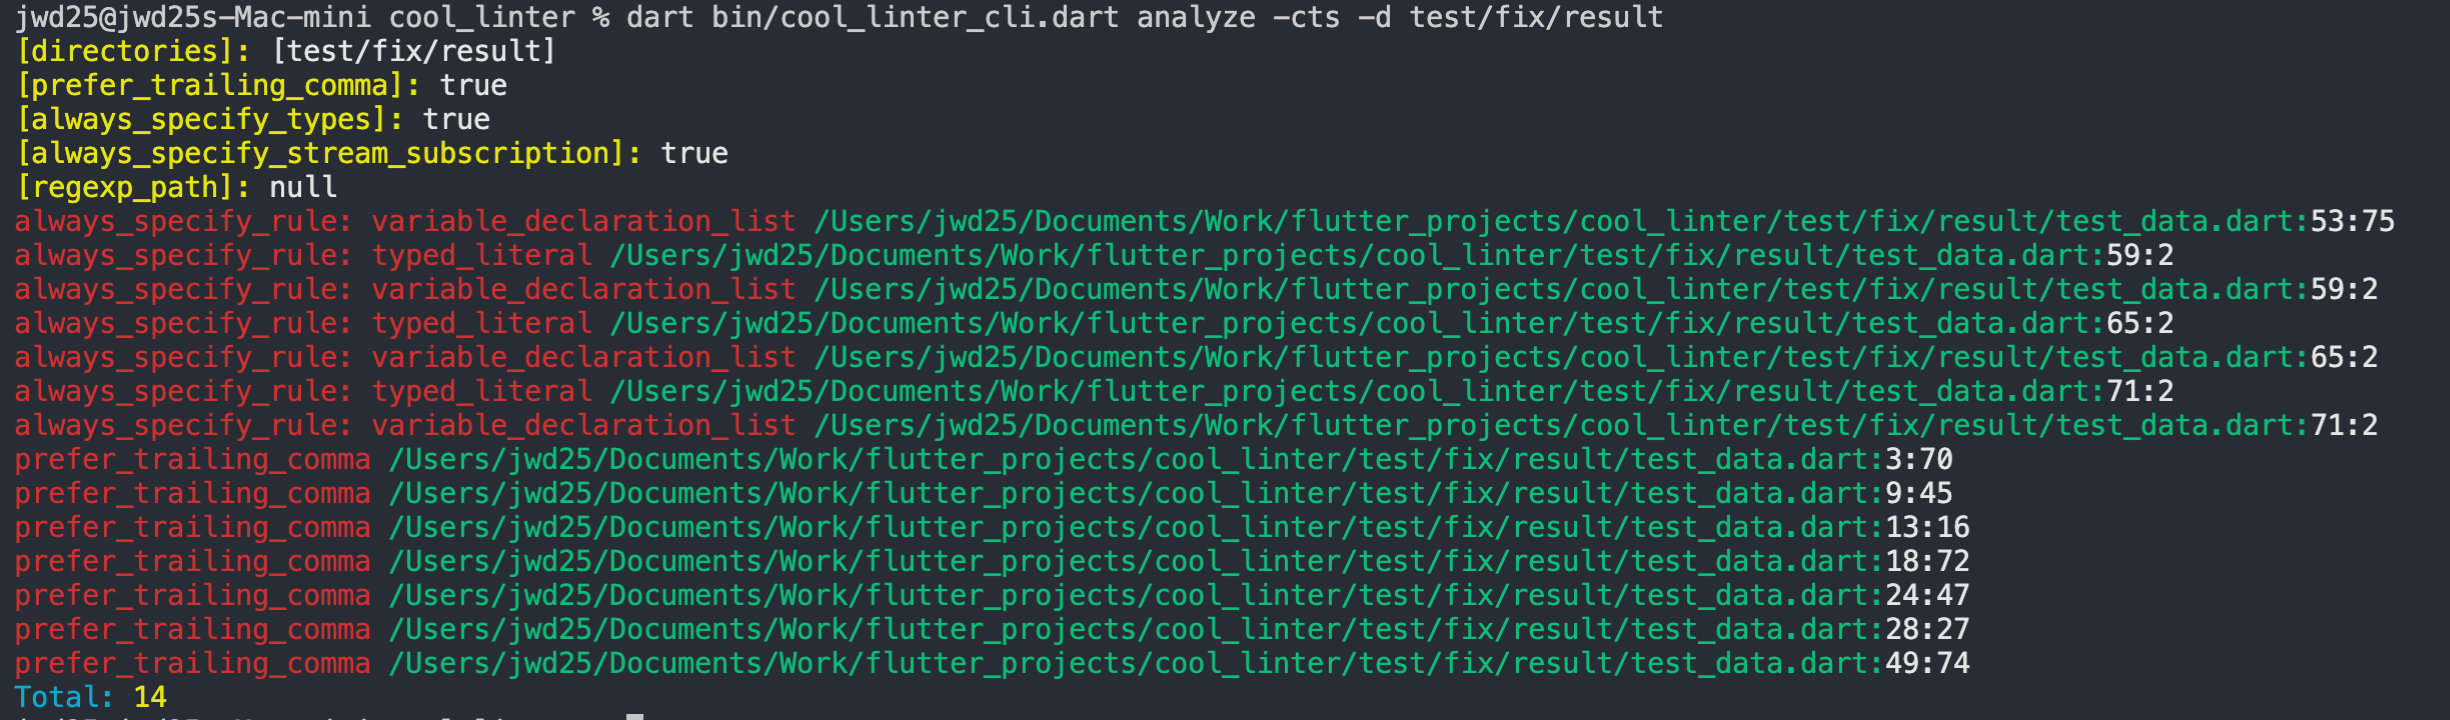 jwd25@jwd25s-Mac-mini cool_linter % dart bin/cool_linter_cli.dart analyze -cts -d test/fix/result
[directories]: [test/fix/result]
[prefer_trailing_comma]: true
[always_specify_types]: true
[always_specify_stream_subscription]: true
[regexp_path]: null
always_specify_rule: variable_declaration_list /Users/jwd25/Documents/Work/flutter_projects/cool_linter/test/fix/result/test_data.dart:53:75
always_specify_rule: typed_literal /Users/jwd25/Documents/Work/flutter_projects/cool_linter/test/fix/result/test_data.dart:59:2
always_specify_rule: variable_declaration_list /Users/jwd25/Documents/Work/flutter_projects/cool_linter/test/fix/result/test_data.dart:59:2
always_specify_rule: typed_literal /Users/jwd25/Documents/Work/flutter_projects/cool_linter/test/fix/result/test_data.dart:65:2
always_specify_rule: variable_declaration_list /Users/jwd25/Documents/Work/flutter_projects/cool_linter/test/fix/result/test_data.dart:65:2
always_specify_rule: typed_literal /Users/jwd25/Documents/Work/flutter_projects/cool_linter/test/fix/result/test_data.dart:71:2
always_specify_rule: variable_declaration_list /Users/jwd25/Documents/Work/flutter_projects/cool_linter/test/fix/result/test_data.dart:71:2
prefer_trailing_comma /Users/jwd25/Documents/Work/flutter_projects/cool_linter/test/fix/result/test_data.dart:3:70
prefer_trailing_comma /Users/jwd25/Documents/Work/flutter_projects/cool_linter/test/fix/result/test_data.dart:9:45
prefer_trailing_comma /Users/jwd25/Documents/Work/flutter_projects/cool_linter/test/fix/result/test_data.dart:13:16
prefer_trailing_comma /Users/jwd25/Documents/Work/flutter_projects/cool_linter/test/fix/result/test_data.dart:18:72
prefer_trailing_comma /Users/jwd25/Documents/Work/flutter_projects/cool_linter/test/fix/result/test_data.dart:24:47
prefer_trailing_comma /Users/jwd25/Documents/Work/flutter_projects/cool_linter/test/fix/result/test_data.dart:28:27
prefer_trailing_comma /Users/jwd25/Documents/Work/flutter_projects/cool_linter/test/fix/result/test_data.dart:49:74
Total: 14